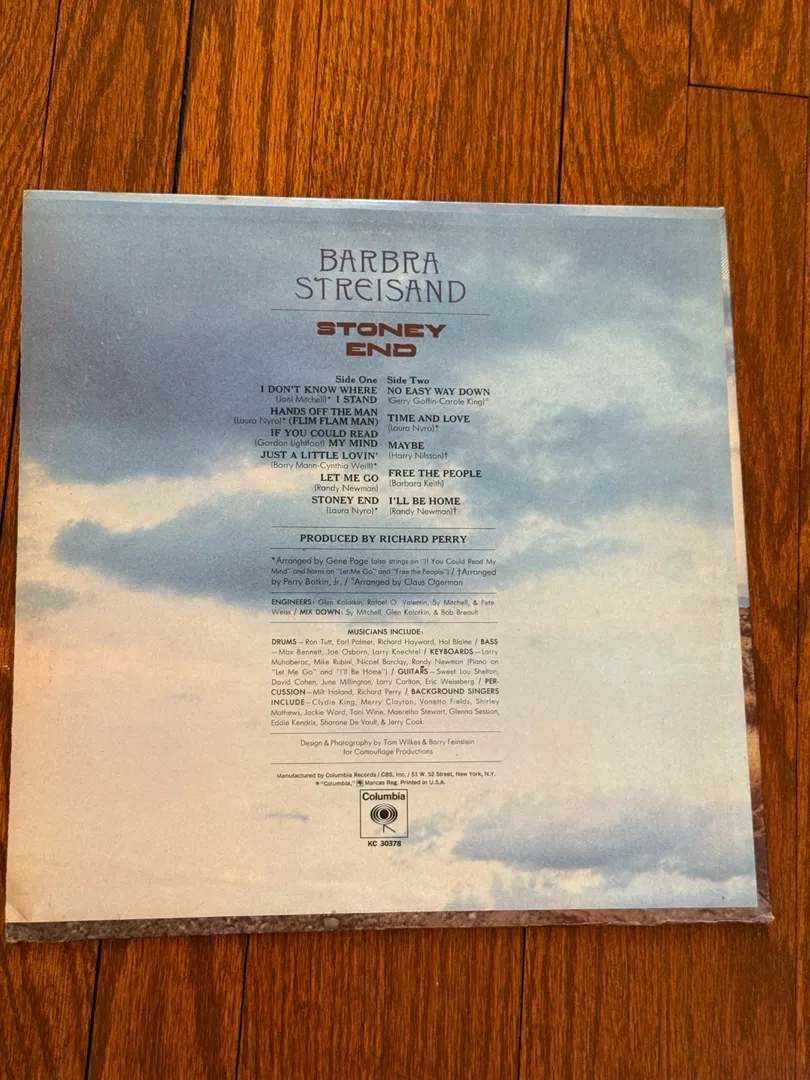 BARBRA
STREISAND
STONEY
END
Side One
I DON'T KNOW WHERE
(Joni Mitchell)* I STAND
HANDS OFF THE MAN
(Laura Nyro)* (FLIM FLAM MAN)
IF YOU COULD READ
(Gordon Lightfoot) MY MIND
JUST A LITTLE LOVIN'
(Barry Mann-Cynthia Weill)*
LET ME GO
(Randy Newman)
STONEY END
(Laura Nyro)*
Side Two
NO EASY WAY DOWN
(Gerry Goffin-Carole King)°
TIME AND LOVE
(Laura Nyro)*
MAYBE
(Harry Nilsson)†
FREE THE PEOPLE
(Barbara Keith)
I'LL BE HOME
(Randy Newman)†
PRODUCED BY RICHARD PERRY
*Arranged by Gene Page (also strings on "If You Could Read My
Mind" and horns on "Let Me Go" and "Free the People") / †Arranged
by Perry Botkin, Jr. / °Arranged by Claus Ogerman
ENGINEERS: Glen Kolotkin, Rafael O. Valentin, Sy Mitchell, & Pete
Weiss / MIX DOWN: Sy Mitchell, Glen Kolotkin, & Bob Breault
MUSICIANS INCLUDE:
DRUMS—Ron Tutt, Earl Palmer, Richard Hayward, Hal Blaine / BASS
—Max Bennett, Joe Osborn, Larry Knechtel / KEYBOARDS—Larry
Muhoberac, Mike Rubini, Nicoel Barclay, Randy Newman (Piano on
"Let Me Go" and "I'll Be Home") / GUITARS—Sweet Lou Shelton,
David Cohen, June Millington, Larry Carlton, Eric Weissberg / PER-
CUSSION—Milt Holand, Richard Perry / BACKGROUND SINGERS
INCLUDE—Clydie King, Merry Clayton, Vanetta Fields, Shirley
Mathews, Jackie Ward, Toni Wine, Maeretha Stewart, Glenna Session,
Eddie Kendrix, Sharone De Vault, & Jerry Cook
Design & Photography by Tom Wilkes & Barry Feinstein
for Camouflage Productions
Manufactured by Columbia Records / CBS, Inc. / 51 W. 52 Street, New York, N.Y.
® "Columbia," Marcas Reg. Printed in U.S.A.
Columbia
KC 30378